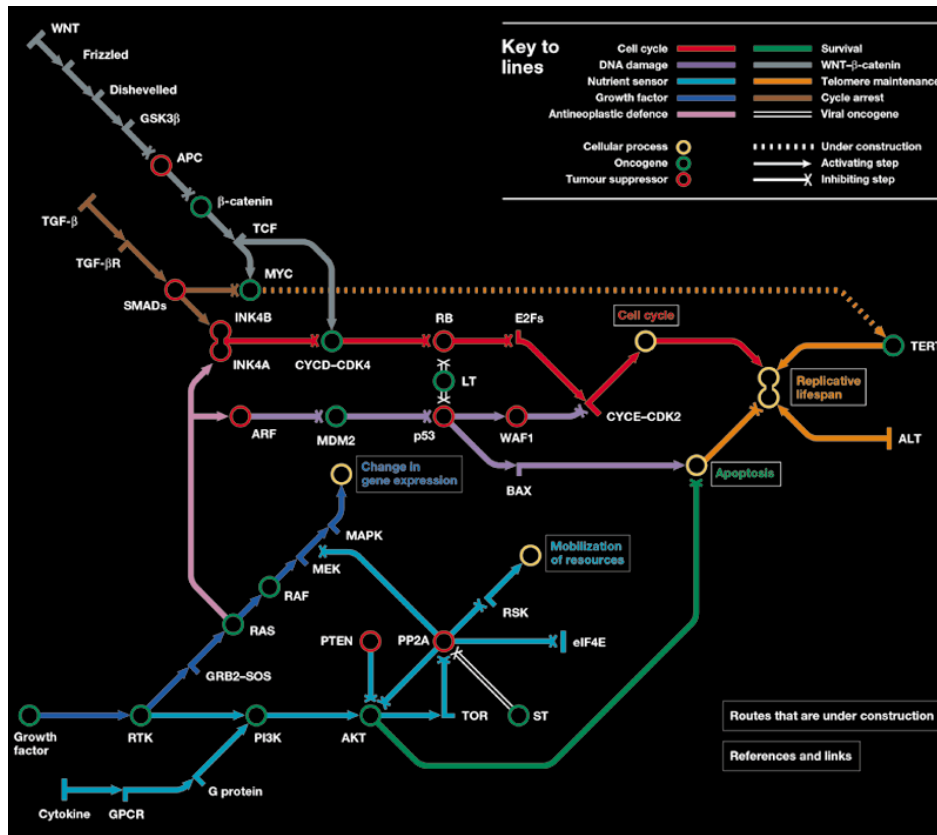 WNT
Frizzled
Dishevelled
GSK3β
APC
β-catenin
TCF
TGF-β
TGF-βR
SMADs
MYC
INK4B
INK4A
CYCD–CDK4
RB
E2Fs
Cell cycle
LT
CYCE–CDK2
TERT
Replicative
lifespan
ALT
ARF
MDM2
p53
WAF1
BAX
Apoptosis
Change in
gene expression
MAPK
MEK
RAF
RAS
GRB2–SOS
Mobilization
of resources
RSK
PTEN
PP2A
eIF4E
Growth
factor
RTK
PI3K
AKT
TOR
ST
G protein
Cytokine
GPCR
Key to
lines
Cell cycle
DNA damage
Nutrient sensor
Growth factor
Antineoplastic defence
Survival
WNT–β-catenin
Telomere maintenance
Cycle arrest
Viral oncogene
Cellular process
Oncogene
Tumour suppressor
Under construction
Activating step
Inhibiting step
Routes that are under construction
References and links